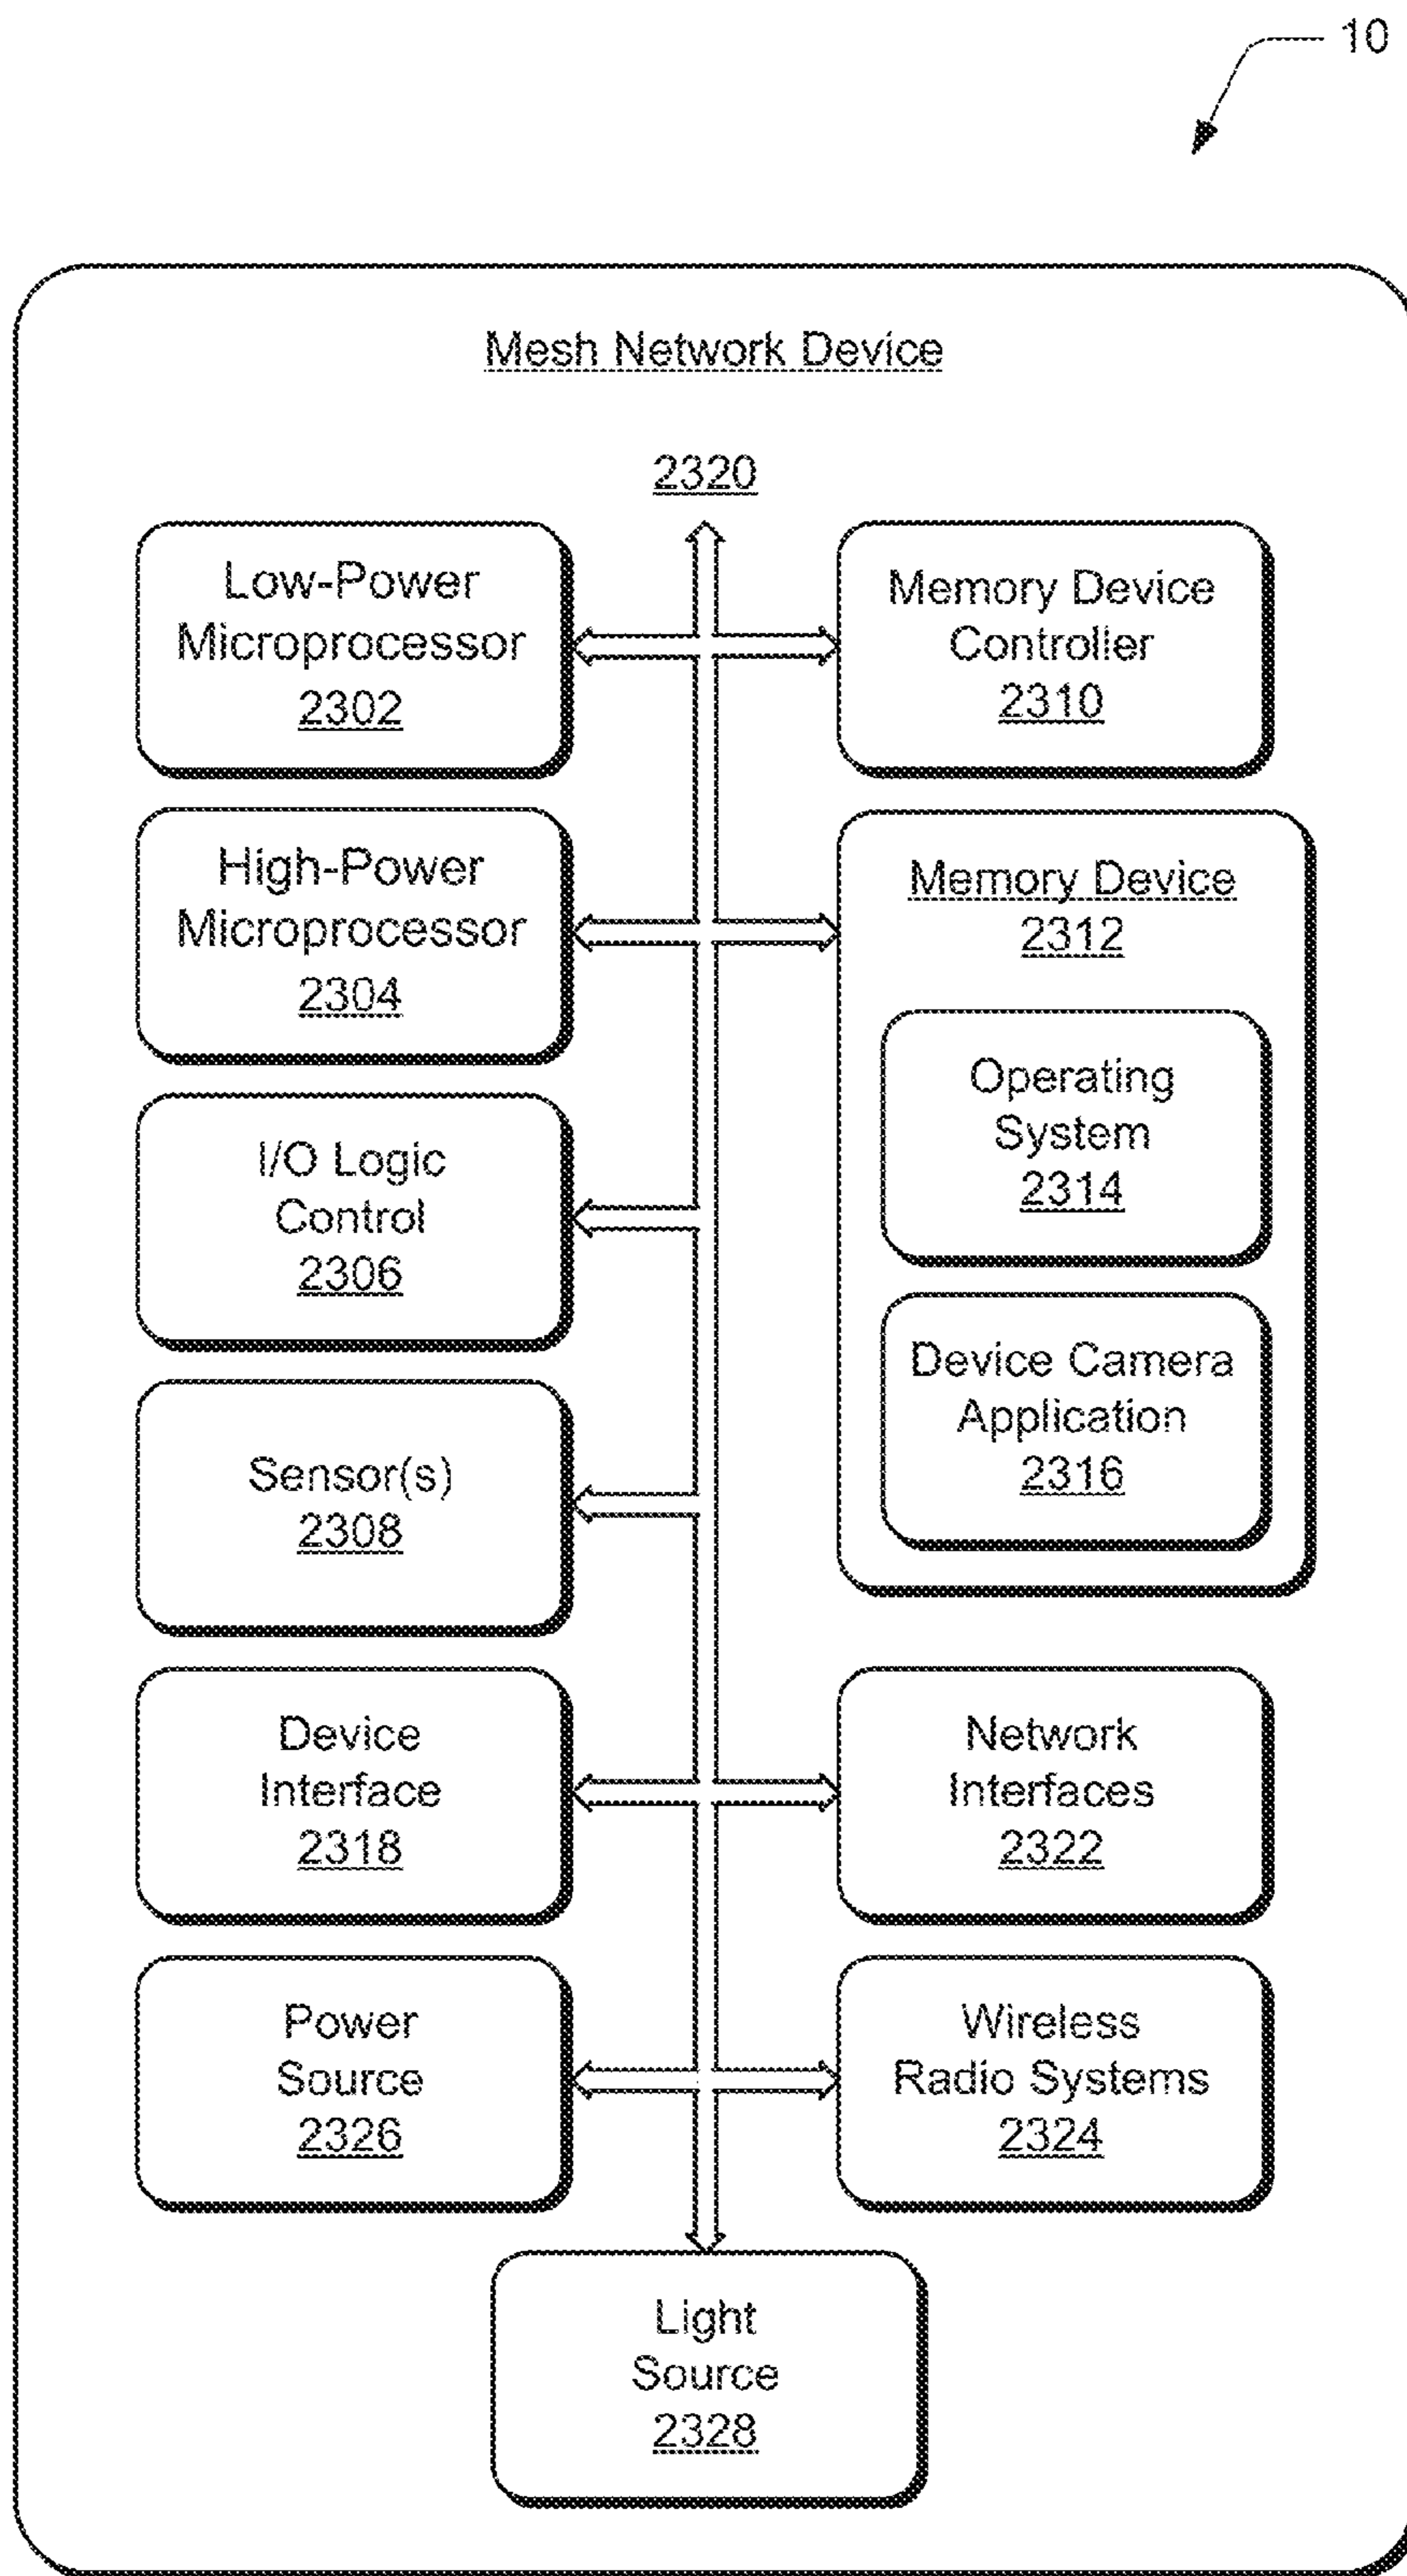 10
Mesh Network Device
2320
Low-Power
Microprocessor
2302
Memory Device
Controller
2310
High-Power
Microprocessor
2304
Memory Device
2312
Operating
System
2314
I/O Logic
Control
2306
Device Camera
Application
2316
Sensor(s)
2308
Device
Interface
2318
Network
Interfaces
2322
Power
Source
2326
Wireless
Radio Systems
2324
Light
Source
2328